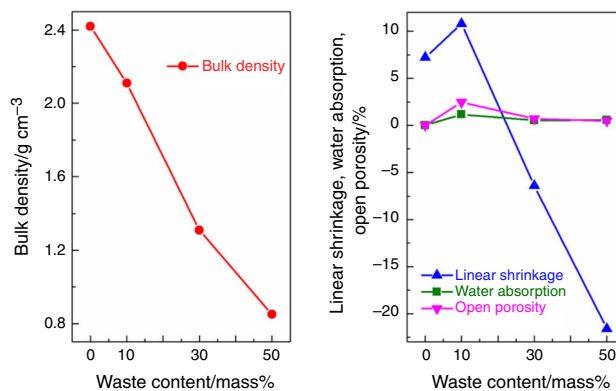 2.4
2.0
1.6
1.2
0.8
Bulk density/g cm−3
Bulk density
0
10
30
50
Waste content/mass%
10
5
0
−5
−10
−15
−20
Linear shrinkage, water absorption,
open porosity/%
Linear shrinkage
Water absorption
Open porosity
0
10
30
50
Waste content/mass%